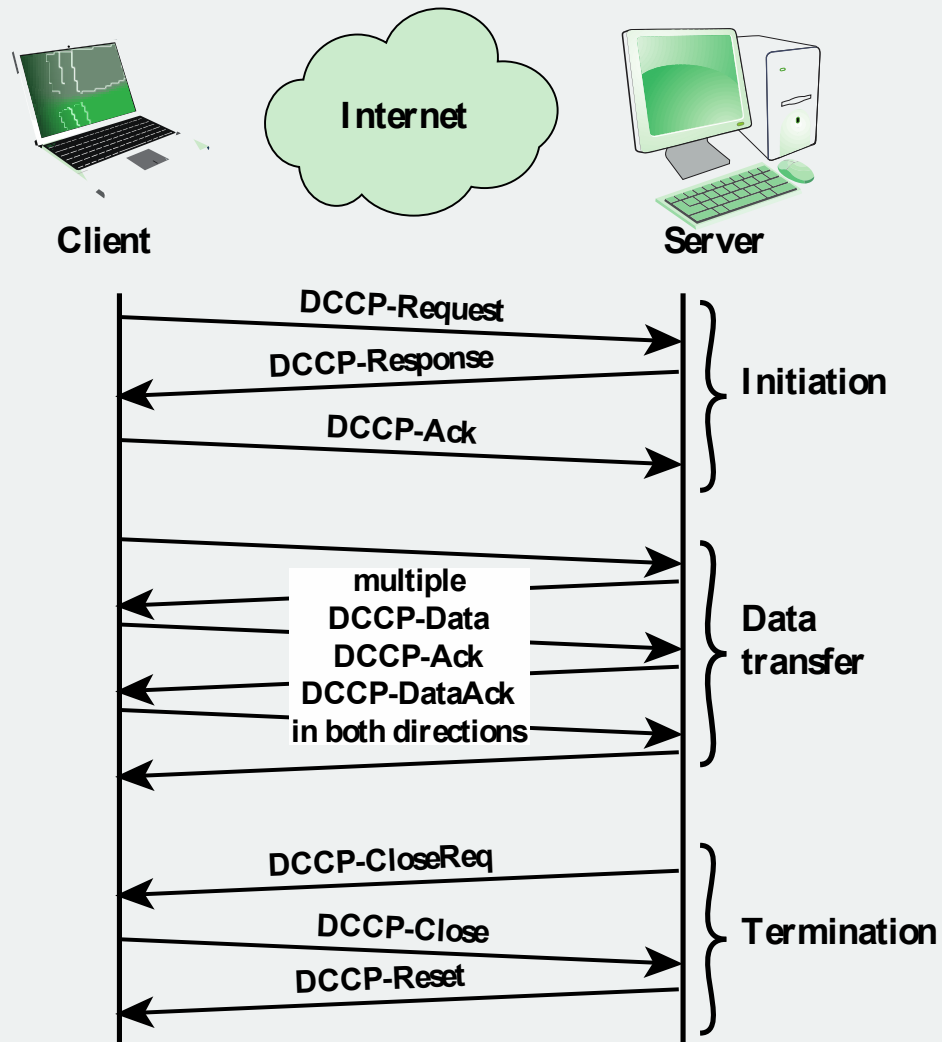 Internet
Client
Server
DCCP-Request
DCCP-Response
DCCP-Ack
Initiation
multiple
DCCP-Data
DCCP-Ack
DCCP-DataAck
in both directions
Data
transfer
DCCP-CloseReq
DCCP-Close
DCCP-Reset
Termination